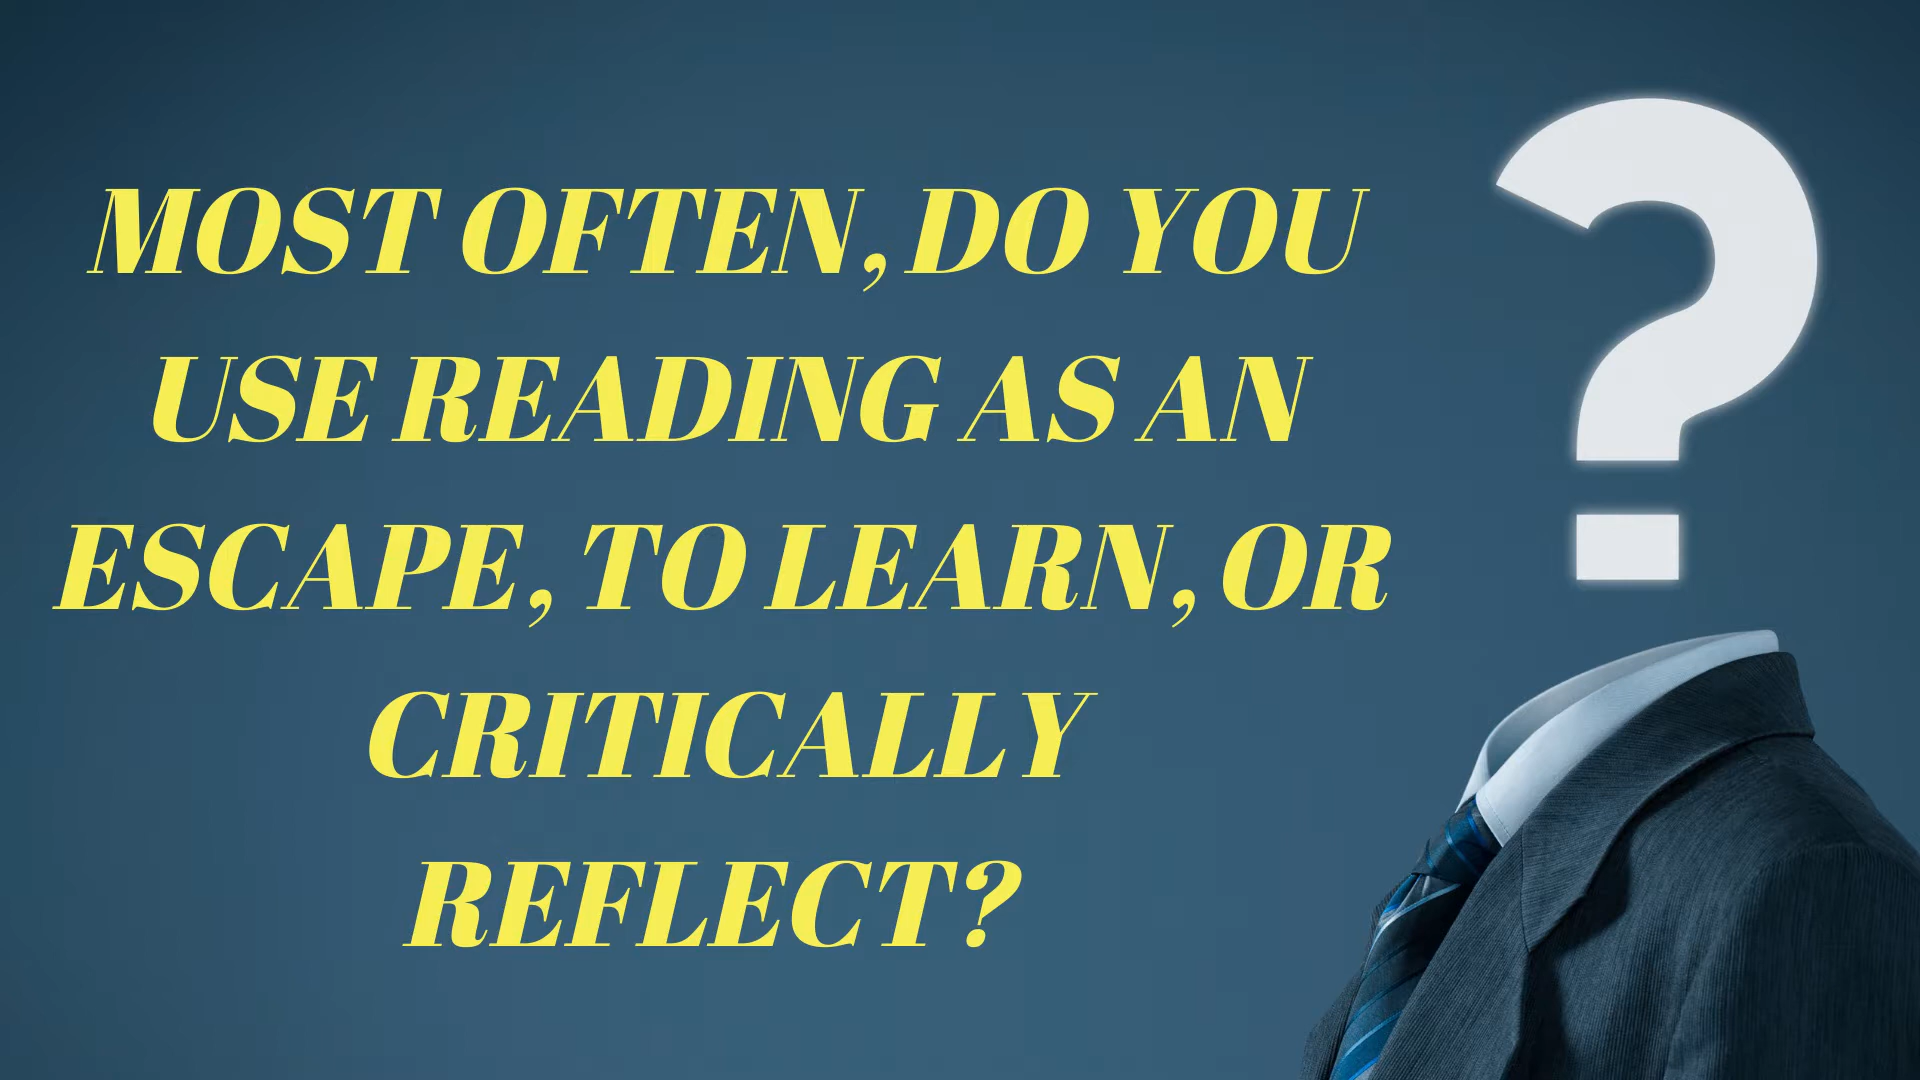 MOST OFTEN, DO YOU
USE READING AS AN
ESCAPE, TO LEARN, OR
CRITICALLY
REFLECT?
?